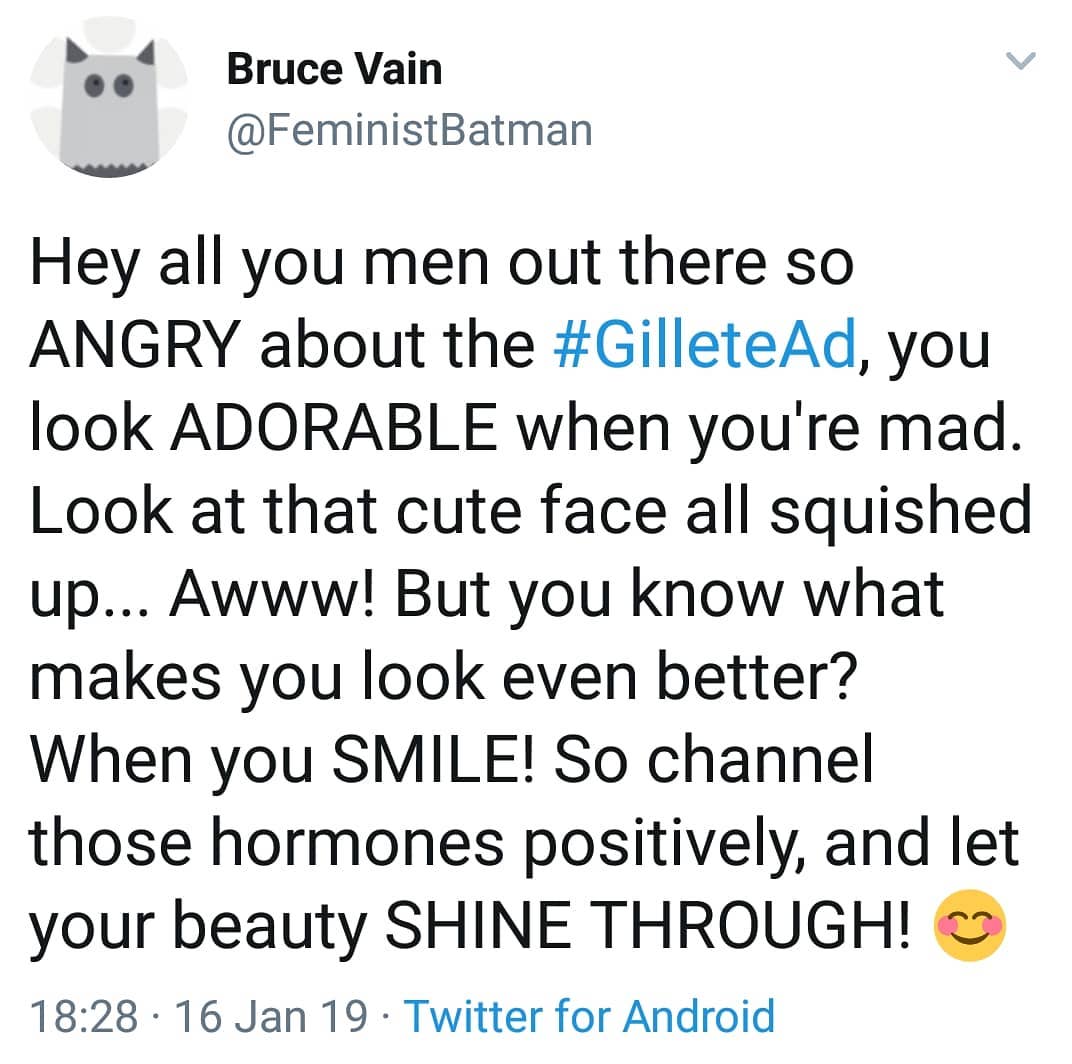 Bruce Vain
@FeministBatman
Hey all you men out there so
ANGRY about the #GilleteAd, you
look ADORABLE when you're mad.
Look at that cute face all squished
up... Awww! But you know what
makes you look even better?
When you SMILE! So channel
those hormones positively, and let
your beauty SHINE THROUGH! 😊
18:28 · 16 Jan 19 · Twitter for Android